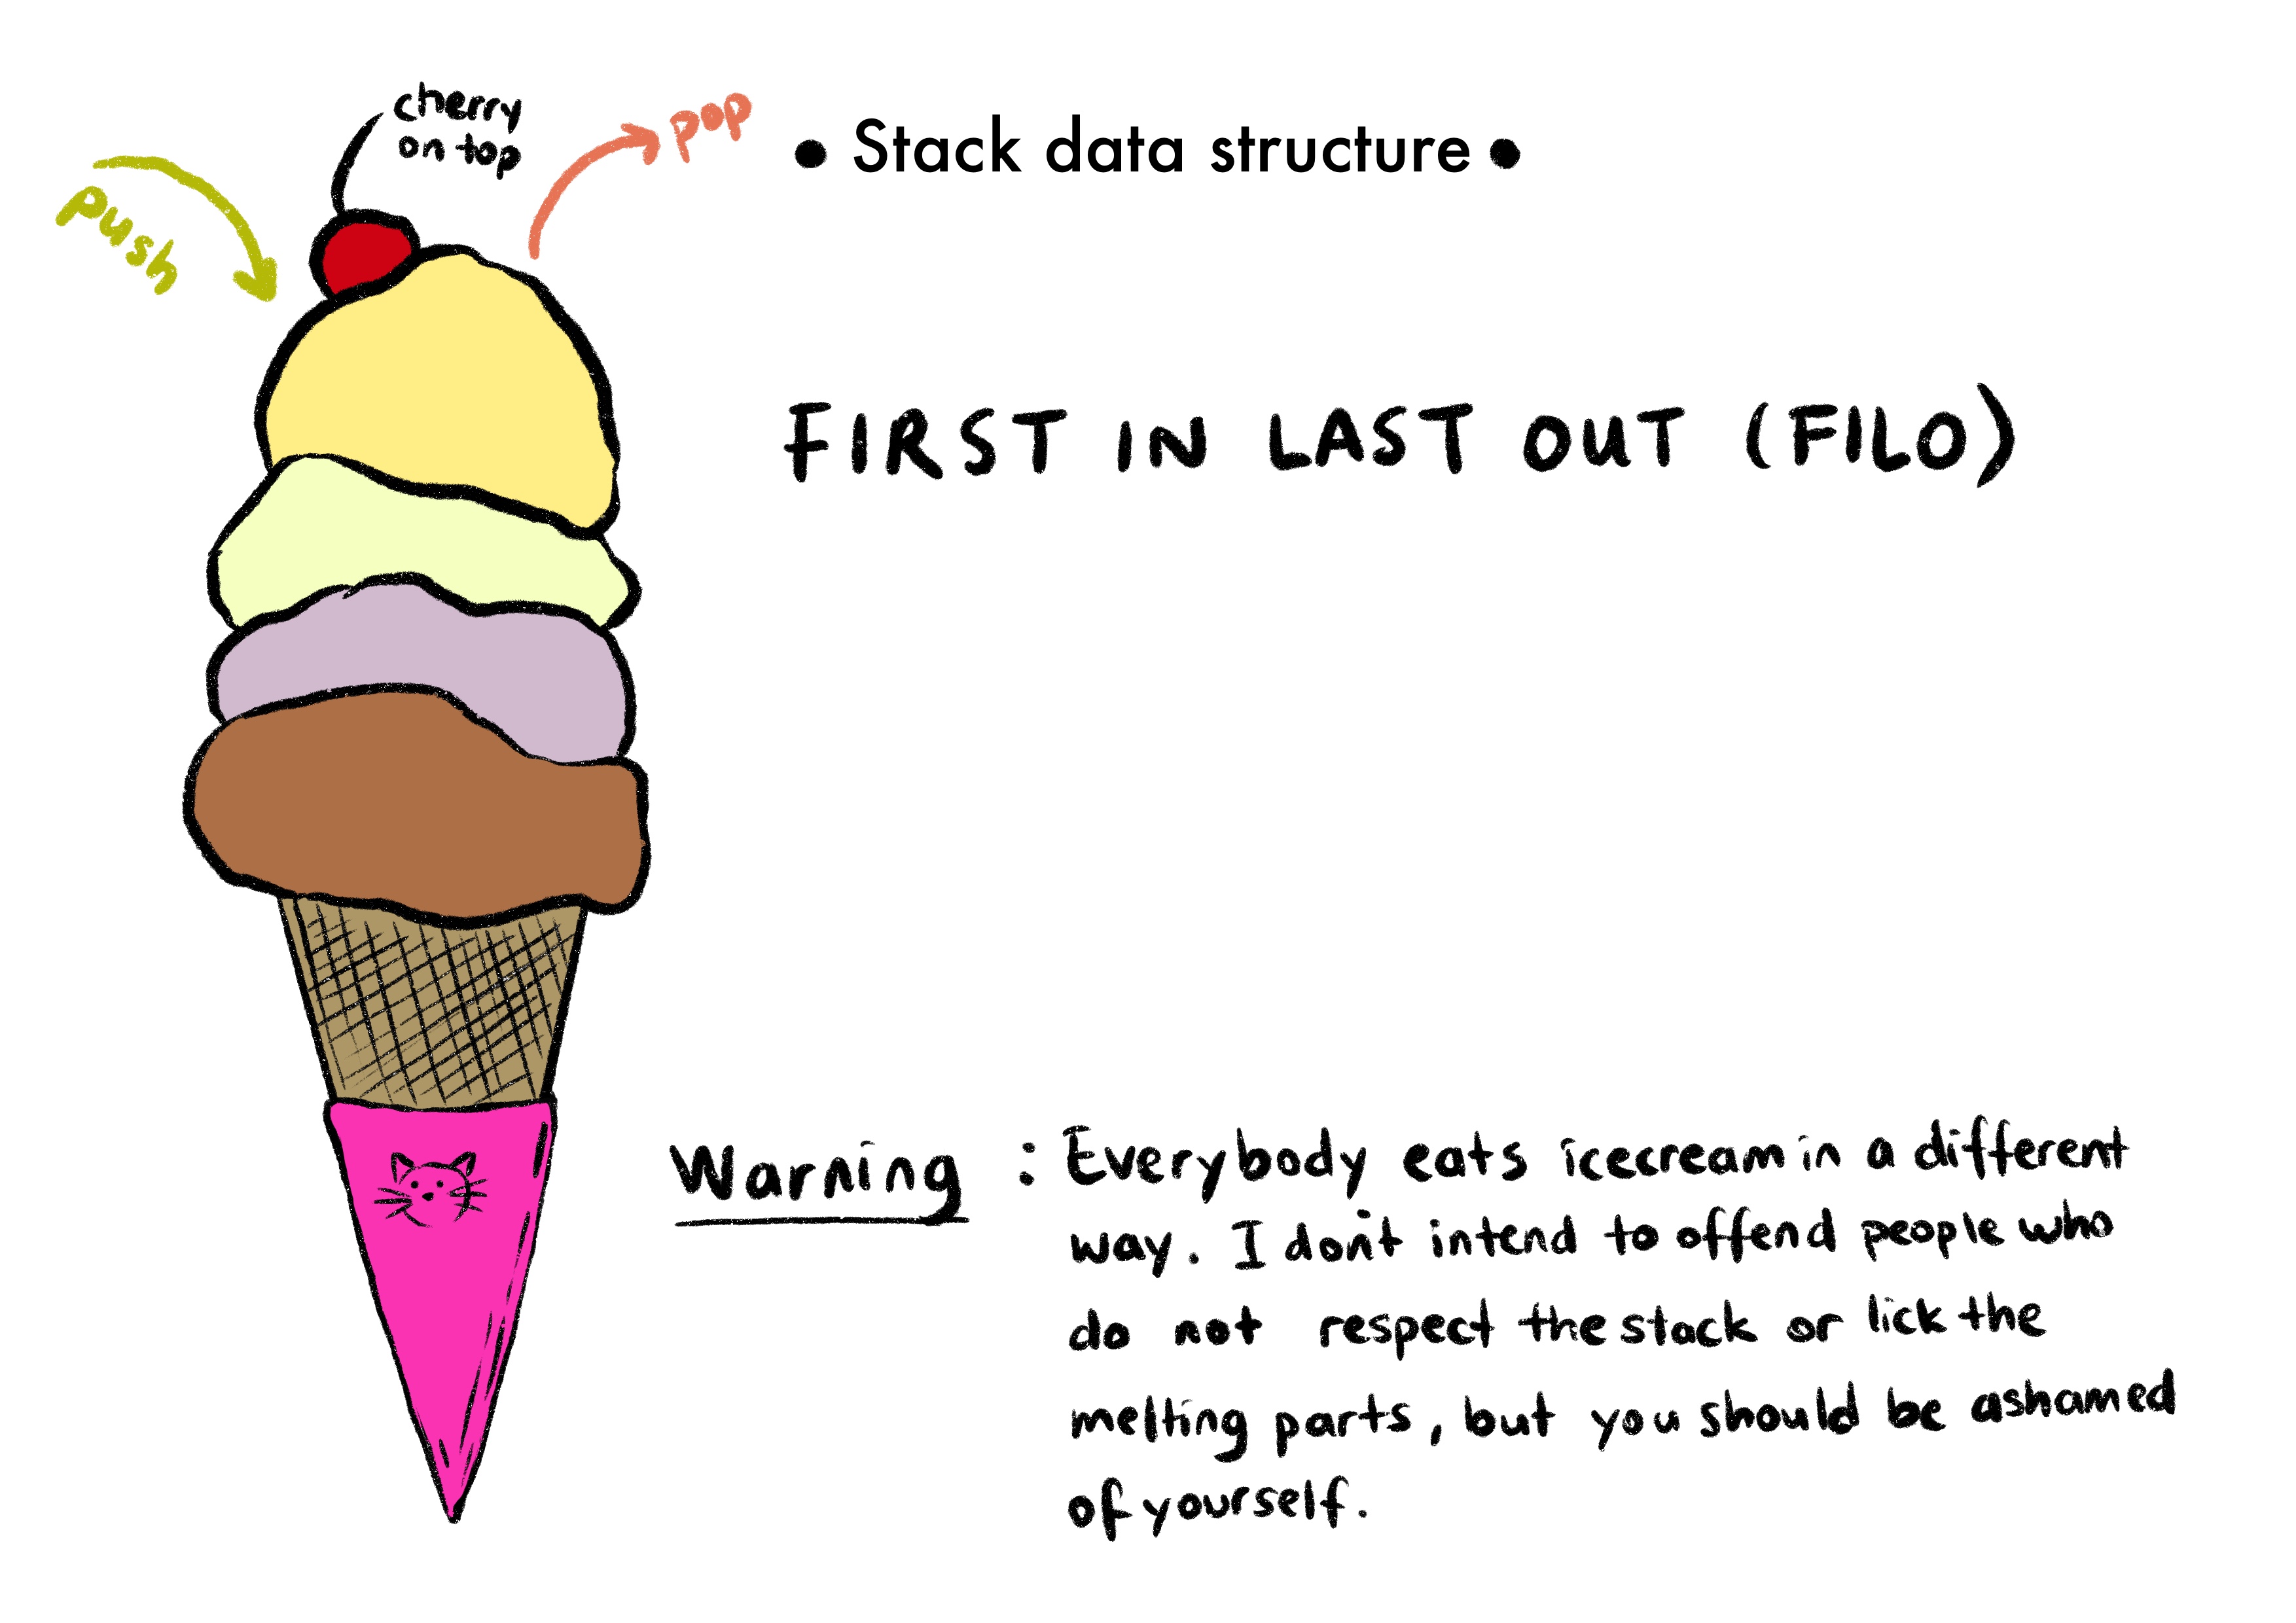 cherry
on top
push
pop
• Stack data structure •
FIRST IN LAST OUT (FILO)
Warning : Everybody eats icecream in a different
way. I don't intend to offend people who
do not respect the stack or lick the
melting parts, but you should be ashamed
of yourself.